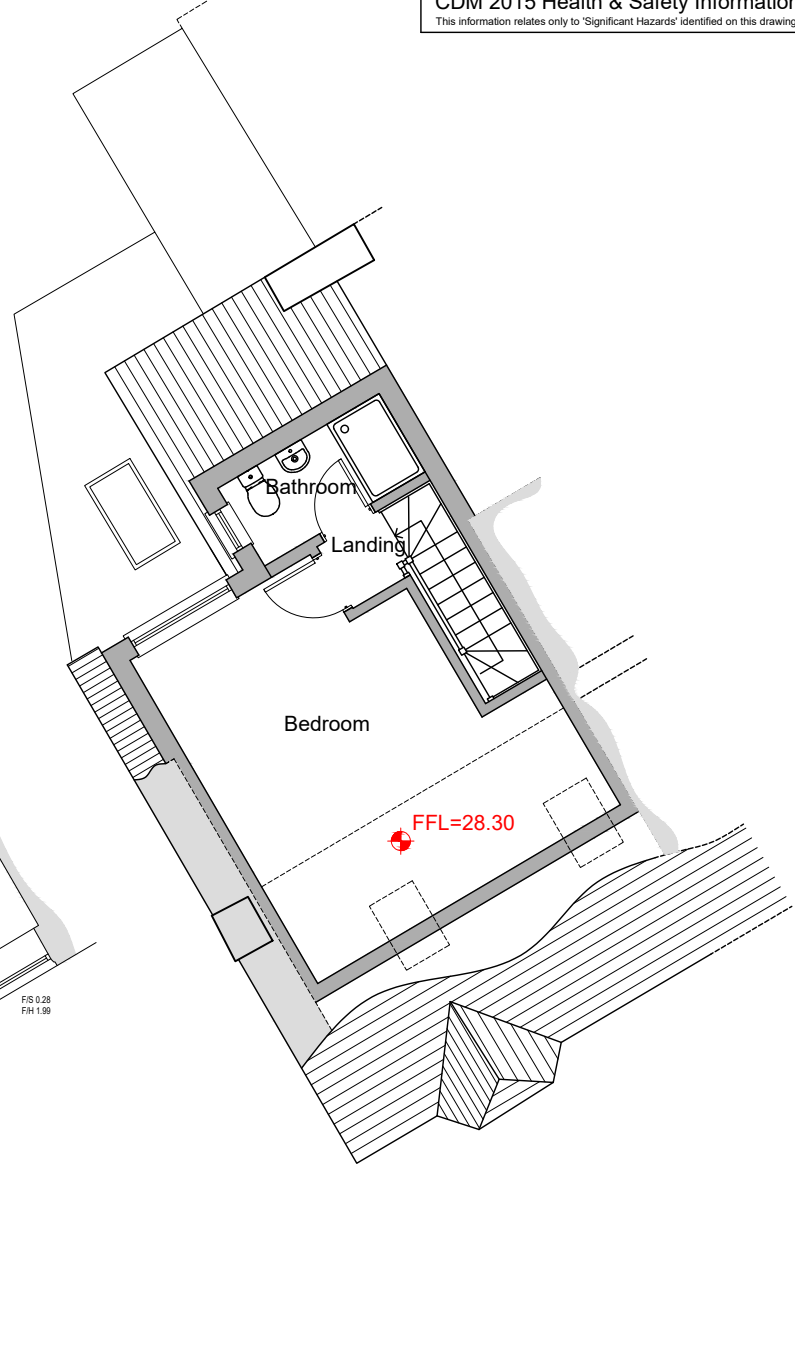 CDM 2015 Health & Safety Information
This information relates only to 'Significant Hazards' identified on this drawing
Bathroom
Landing
Bedroom
FFL=28.30
F/S 0.28
F/H 1.99